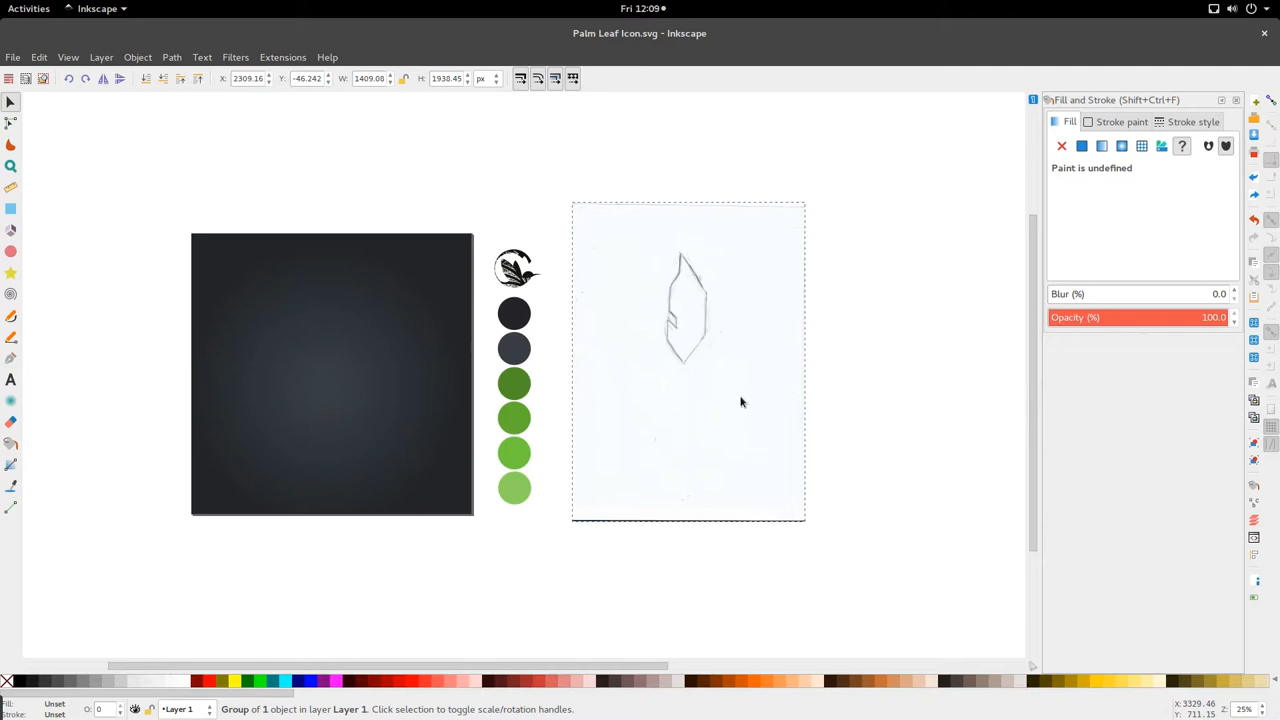 Activities Inkscape Fri 12:09
Palm Leaf Icon.svg - Inkscape
File Edit View Layer Object Path Text Filters Extensions Help
X: 2309.16 Y: -46.242 W: 1409.08 H: 1938.45 px
Fill and Stroke (Shift+Ctrl+F)
Fill Stroke paint Stroke style
Paint is undefined
Blur (%) 0.0
Opacity (%) 100.0
Fill: Unset
Stroke: Unset
O: 0
•Layer 1
Group of 1 object in layer Layer 1. Click selection to toggle scale/rotation handles.
X: 3329.46
Y: 711.15
Z: 25%